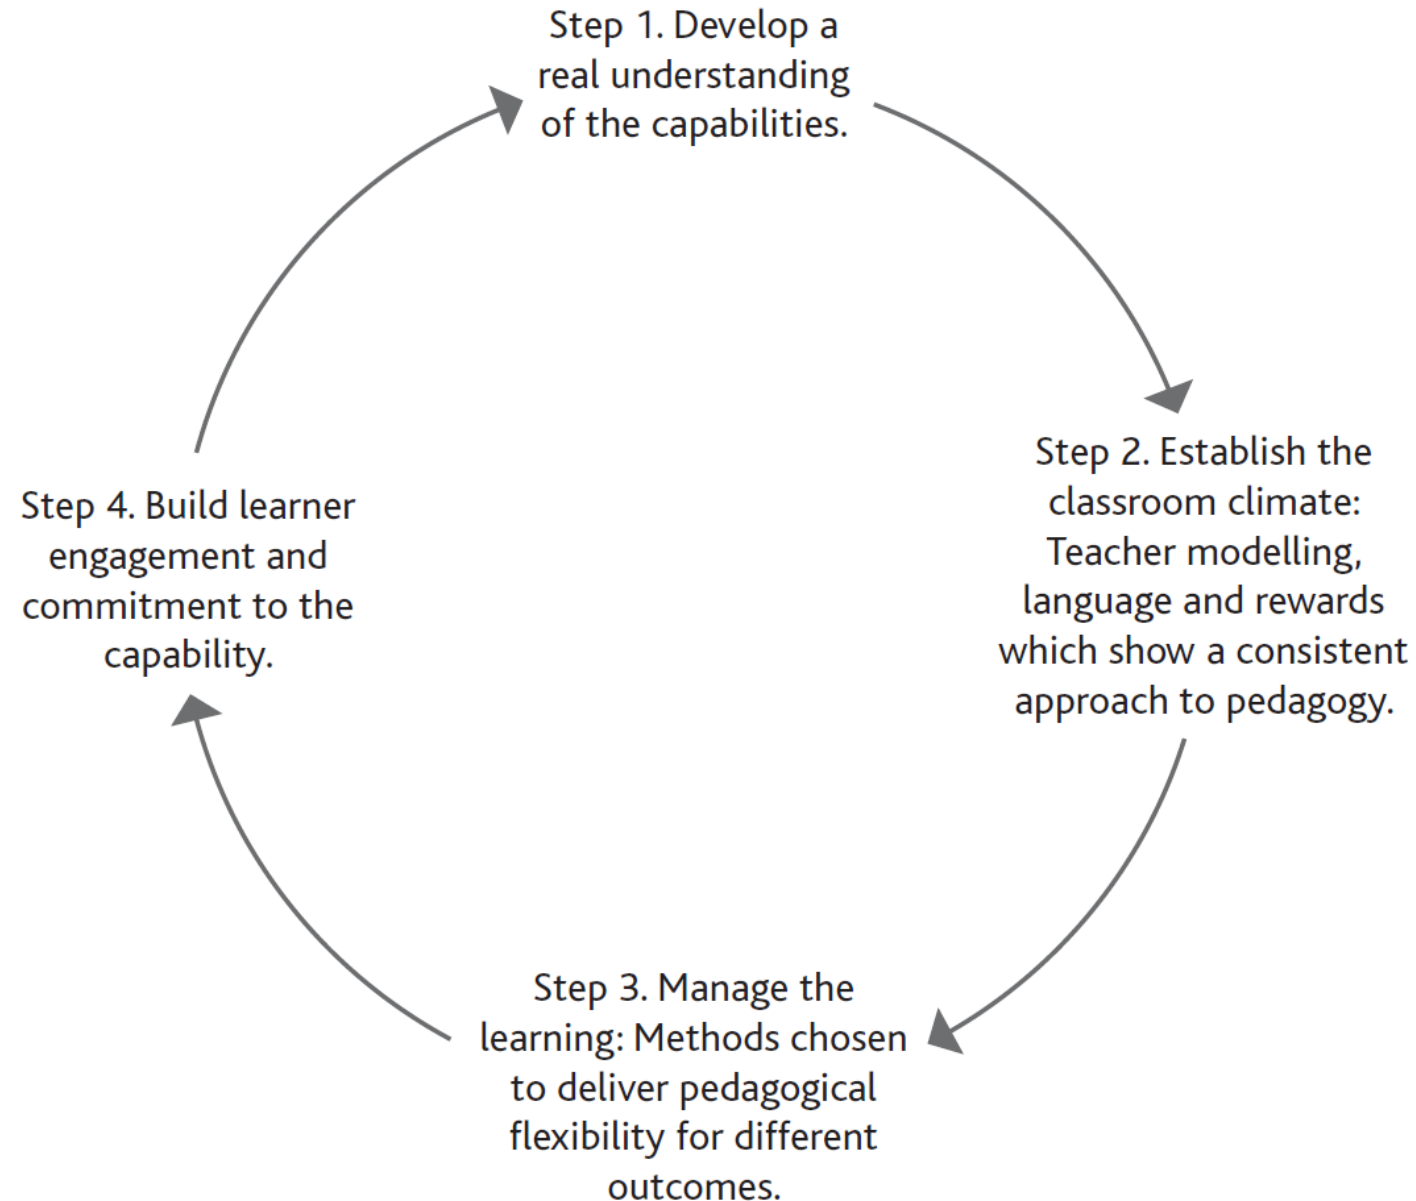 Step 1. Develop a
real understanding
of the capabilities.
Step 2. Establish the
classroom climate:
Teacher modelling,
language and rewards
which show a consistent
approach to pedagogy.
Step 3. Manage the
learning: Methods chosen
to deliver pedagogical
flexibility for different
outcomes.
Step 4. Build learner
engagement and
commitment to the
capability.